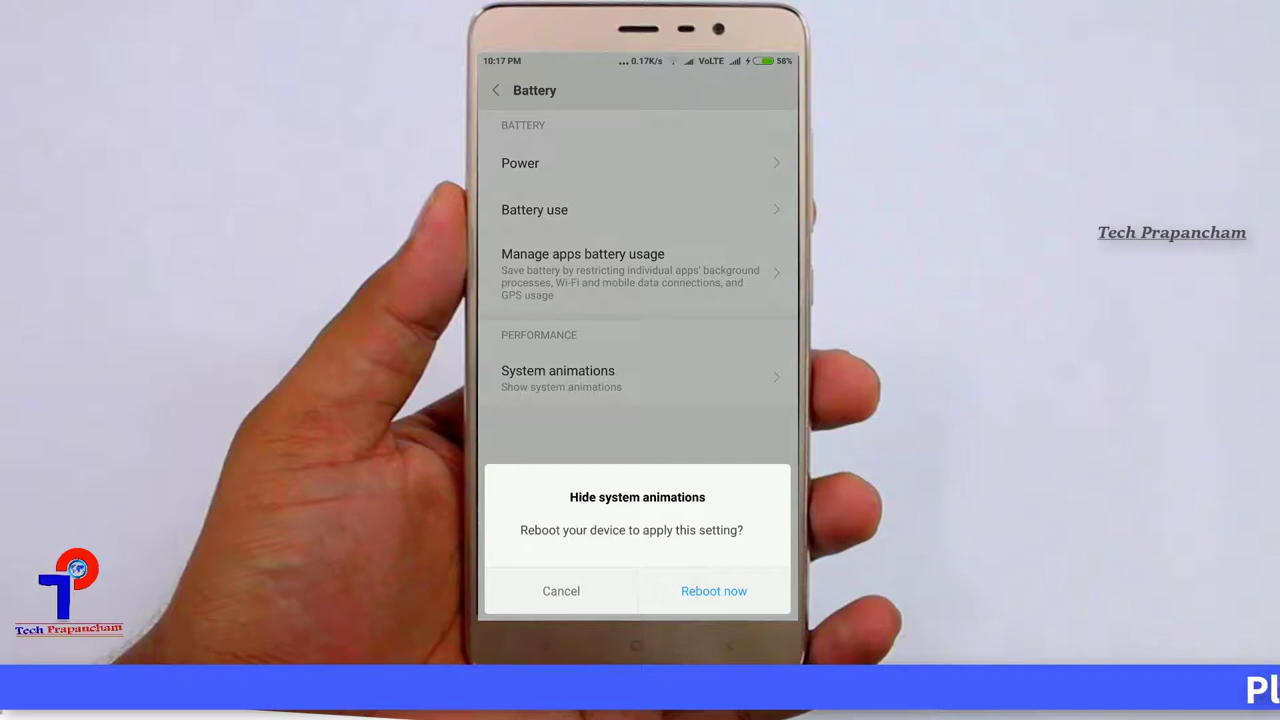 10:17 PM
... 0.17K/s VoLTE 58%
Battery
BATTERY
Power
Battery use
Manage apps battery usage
Save battery by restricting individual apps' background
processes, Wi-Fi and mobile data connections, and
GPS usage
PERFORMANCE
System animations
Show system animations
Hide system animations
Reboot your device to apply this setting?
Cancel
Reboot now
Tech Prapancham
Tech Prapancham
Pl